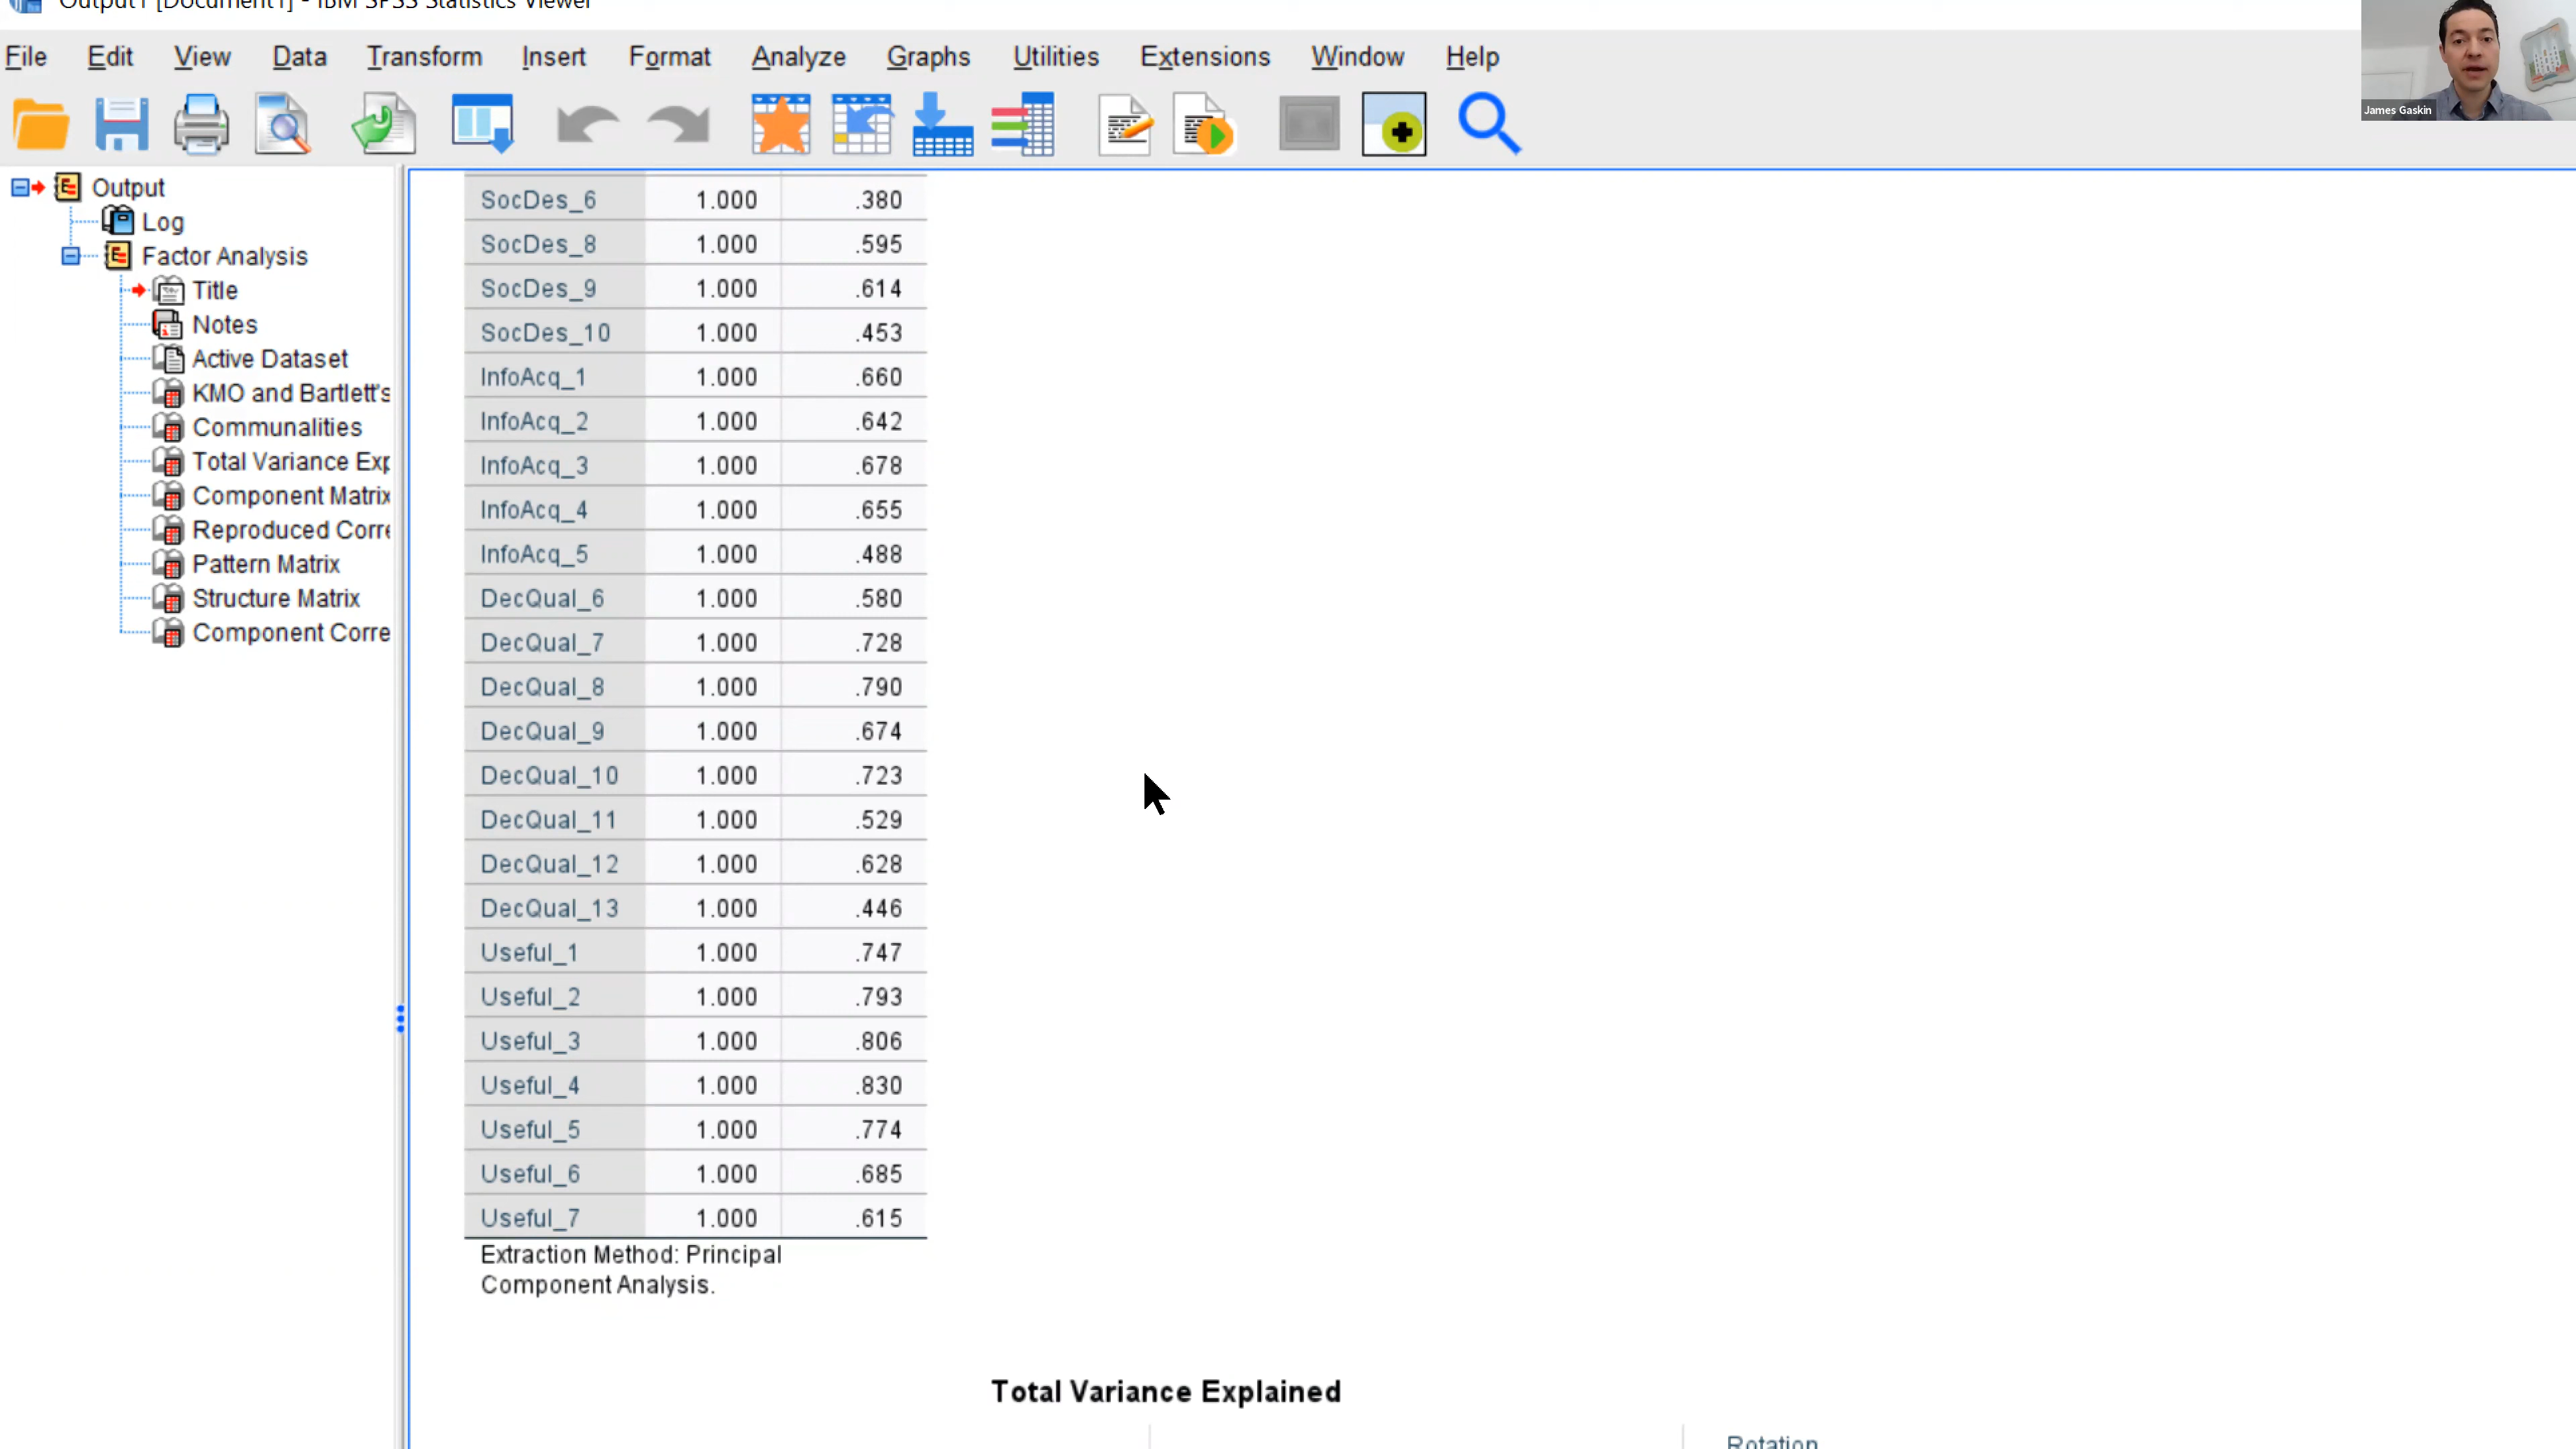 Output1 [Document1] - IBM SPSS Statistics Viewer
File Edit View Data Transform Insert Format Analyze Graphs Utilities Extensions Window Help
James Gaskin
Output
Log
Factor Analysis
Title
Notes
Active Dataset
KMO and Bartlett's
Communalities
Total Variance Exp
Component Matrix
Reproduced Corre
Pattern Matrix
Structure Matrix
Component Corre
SocDes_6 1.000 .380
SocDes_8 1.000 .595
SocDes_9 1.000 .614
SocDes_10 1.000 .453
InfoAcq_1 1.000 .660
InfoAcq_2 1.000 .642
InfoAcq_3 1.000 .678
InfoAcq_4 1.000 .655
InfoAcq_5 1.000 .488
DecQual_6 1.000 .580
DecQual_7 1.000 .728
DecQual_8 1.000 .790
DecQual_9 1.000 .674
DecQual_10 1.000 .723
DecQual_11 1.000 .529
DecQual_12 1.000 .628
DecQual_13 1.000 .446
Useful_1 1.000 .747
Useful_2 1.000 .793
Useful_3 1.000 .806
Useful_4 1.000 .830
Useful_5 1.000 .774
Useful_6 1.000 .685
Useful_7 1.000 .615
Extraction Method: Principal
Component Analysis.
Total Variance Explained
Rotation